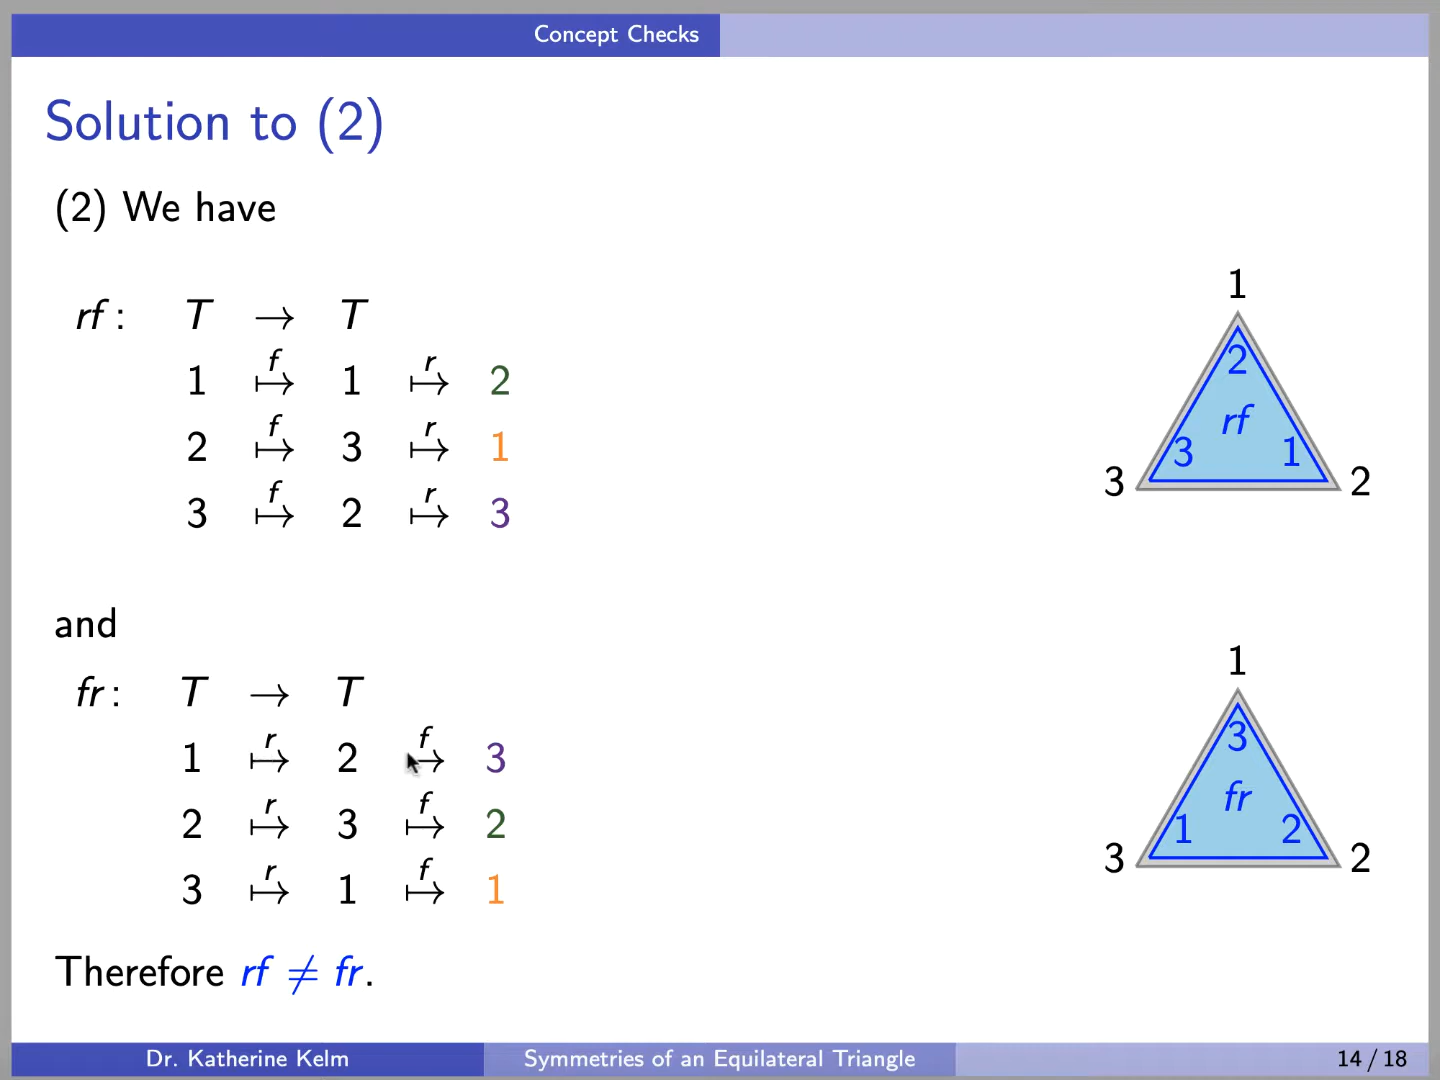 Concept Checks
Solution to (2)
(2) We have
rf : T → T
1 f↦ 1 r↦ 2
2 f↦ 3 r↦ 1
3 f↦ 2 r↦ 3
1
2
rf
3 1
3 2
and
fr : T → T
1 r↦ 2 f↦ 3
2 r↦ 3 f↦ 2
3 r↦ 1 f↦ 1
1
3
fr
1 2
3 2
Therefore rf ≠ fr.
Dr. Katherine Kelm Symmetries of an Equilateral Triangle 14 / 18